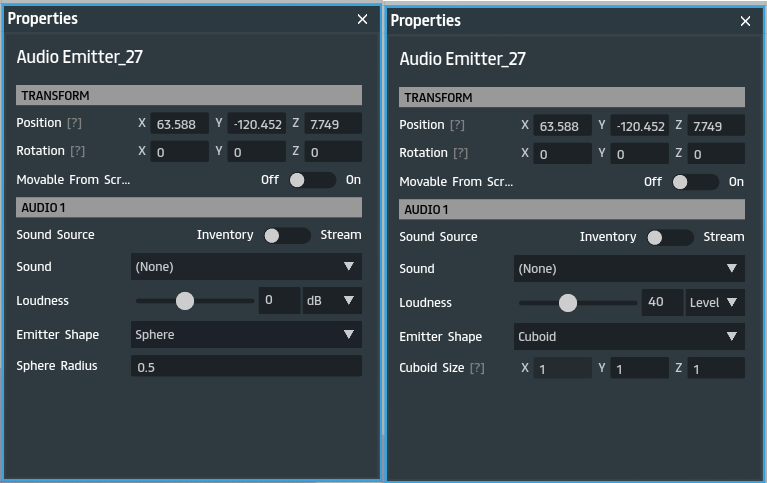 Properties
Audio Emitter_27
TRANSFORM
Position [?] X 63.588 Y -120.452 Z 7.749
Rotation [?] X 0 Y 0 Z 0
Movable From Scr... Off On
AUDIO 1
Sound Source Inventory Stream
Sound (None)
Loudness 0 dB
Emitter Shape Sphere
Sphere Radius 0.5
Properties
Audio Emitter_27
TRANSFORM
Position [?] X 63.588 Y -120.452 Z 7.749
Rotation [?] X 0 Y 0 Z 0
Movable From Scr... Off On
AUDIO 1
Sound Source Inventory Stream
Sound (None)
Loudness 40 Level
Emitter Shape Cuboid
Cuboid Size [?] X 1 Y 1 Z 1